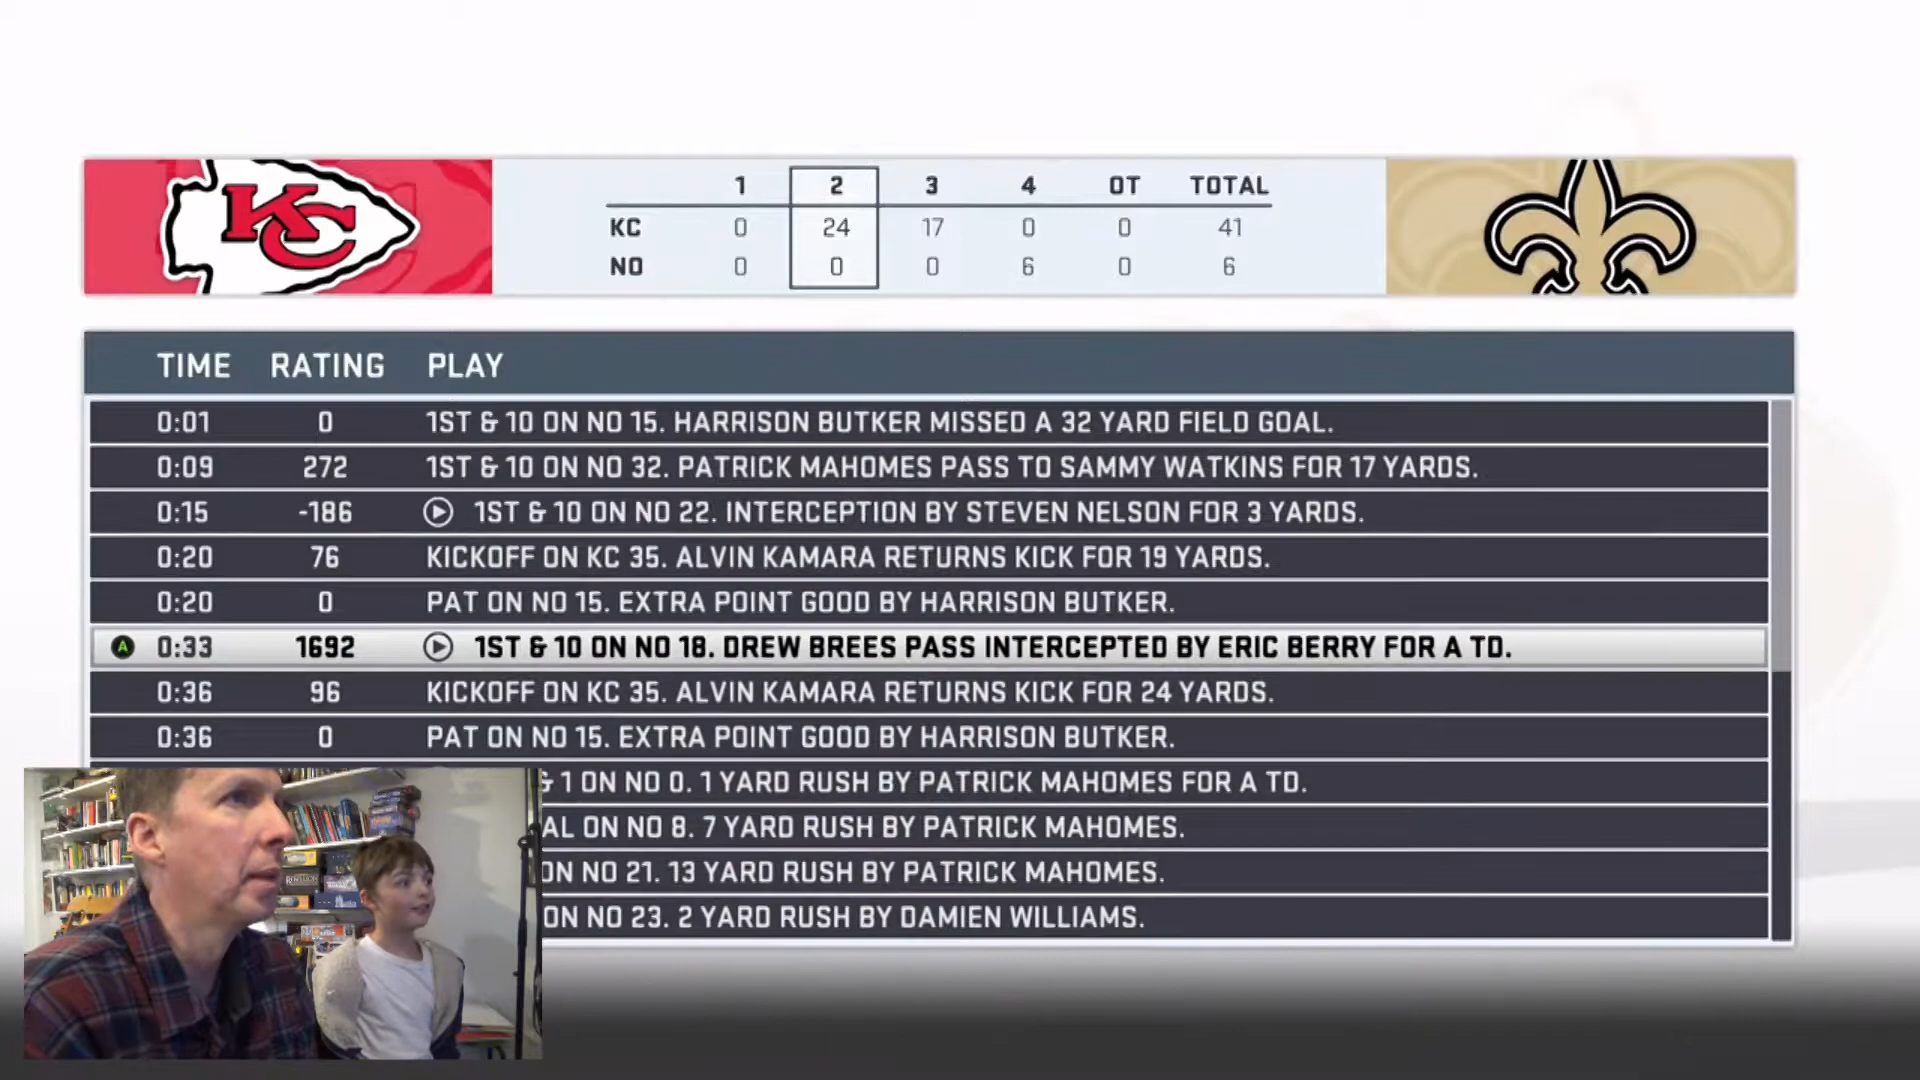 KC
1 2 3 4 OT TOTAL
KC 0 24 17 0 0 41
NO 0 0 0 6 0 6
TIME RATING PLAY
0:01 0 1ST & 10 ON NO 15. HARRISON BUTKER MISSED A 32 YARD FIELD GOAL.
0:09 272 1ST & 10 ON NO 32. PATRICK MAHOMES PASS TO SAMMY WATKINS FOR 17 YARDS.
0:15 -186 1ST & 10 ON NO 22. INTERCEPTION BY STEVEN NELSON FOR 3 YARDS.
0:20 76 KICKOFF ON KC 35. ALVIN KAMARA RETURNS KICK FOR 19 YARDS.
0:20 0 PAT ON NO 15. EXTRA POINT GOOD BY HARRISON BUTKER.
A 0:33 1692 1ST & 10 ON NO 18. DREW BREES PASS INTERCEPTED BY ERIC BERRY FOR A TD.
0:36 96 KICKOFF ON KC 35. ALVIN KAMARA RETURNS KICK FOR 24 YARDS.
0:36 0 PAT ON NO 15. EXTRA POINT GOOD BY HARRISON BUTKER.
& 1 ON NO 0. 1 YARD RUSH BY PATRICK MAHOMES FOR A TD.
AL ON NO 8. 7 YARD RUSH BY PATRICK MAHOMES.
ON NO 21. 13 YARD RUSH BY PATRICK MAHOMES.
ON NO 23. 2 YARD RUSH BY DAMIEN WILLIAMS.